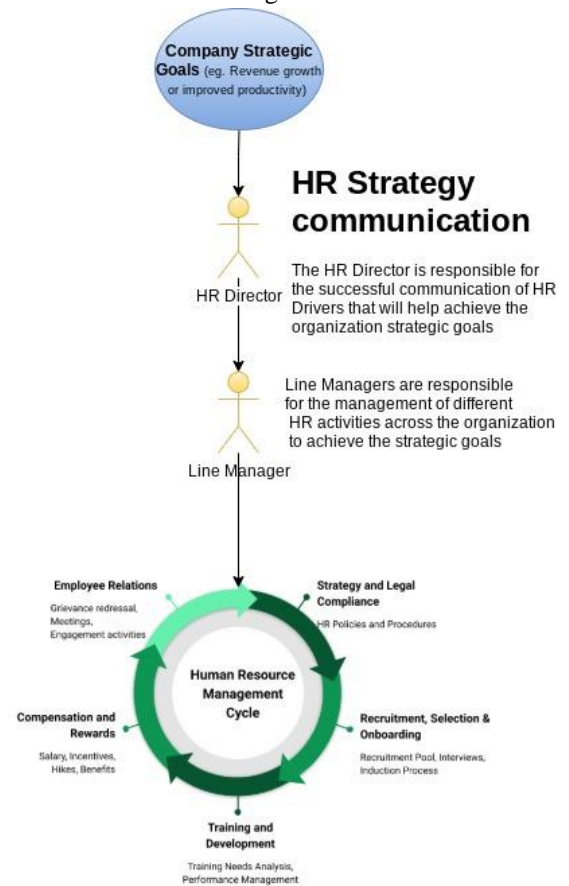 Company Strategic
Goals (eg. Revenue growth
or improved productivity)
HR Strategy
communication
The HR Director is responsible for
the successful communication of HR
Drivers that will help achieve the
organization strategic goals
HR Director
Line Managers are responsible
for the management of different
HR activities across the organization
to achieve the strategic goals
Line Manager
Employee Relations
Grievance redressal,
Meetings,
Engagement activities
Strategy and Legal
Compliance
HR Policies and Procedures
Human Resource
Management
Cycle
Compensation and
Rewards
Salary, Incentives,
Hikes, Benefits
Recruitment, Selection &
Onboarding
Recruitment Pool, Interviews,
Induction Process
Training and
Development
Training Needs Analysis,
Performance Management